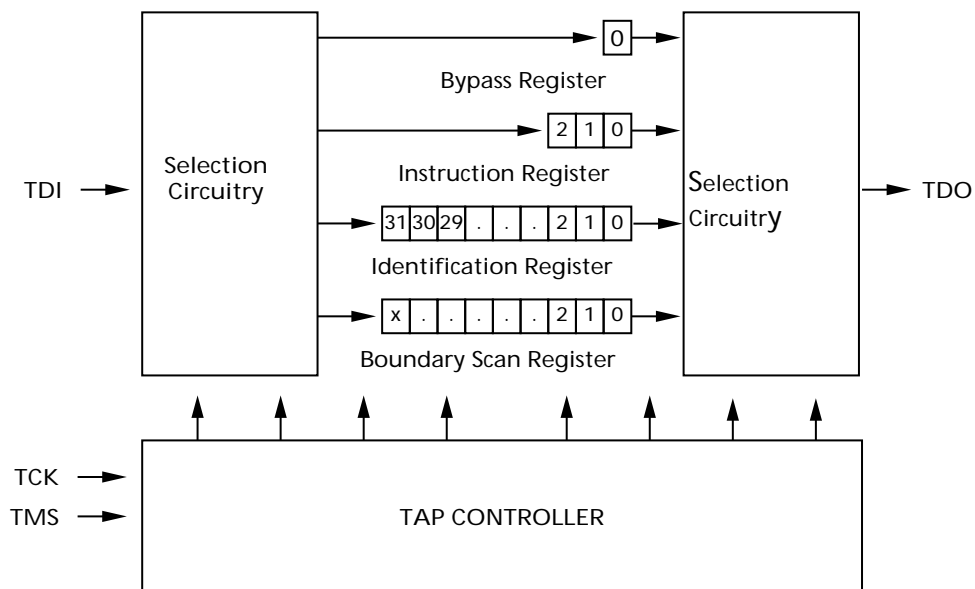 0
Bypass Register
2 1 0
Selection
Circuitry
Instruction Register
Selection
Circuitry
TDI
TDO
31 30 29 . . . 2 1 0
Identification Register
x . . . . . 2 1 0
Boundary Scan Register
TCK
TMS
TAP CONTROLLER